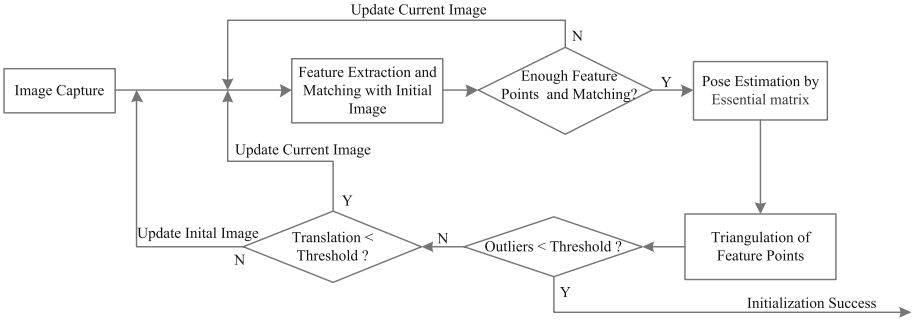 Update Current Image
N
Image Capture
Feature Extraction and
Matching with Initial
Image
Enough Feature
Points and Matching?
Y
Pose Estimation by
Essential matrix
Update Current Image
Y
Update Inital Image
N
Translation <
Threshold ?
N
Outliers < Threshold ?
Y
Triangulation of
Feature Points
Initialization Success